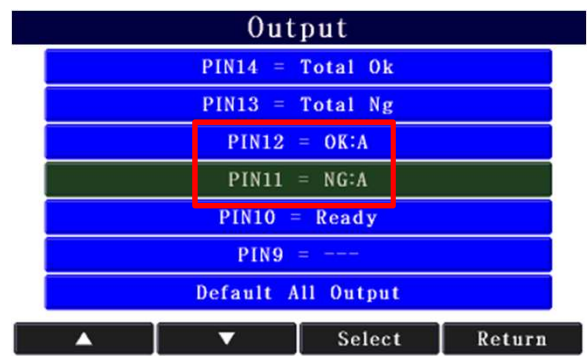 Output
PIN14 = Total Ok
PIN13 = Total Ng
PIN12 = OK:A
PIN11 = NG:A
PIN10 = Ready
PIN9 = ---
Default All Output
▲ ▼ Select Return